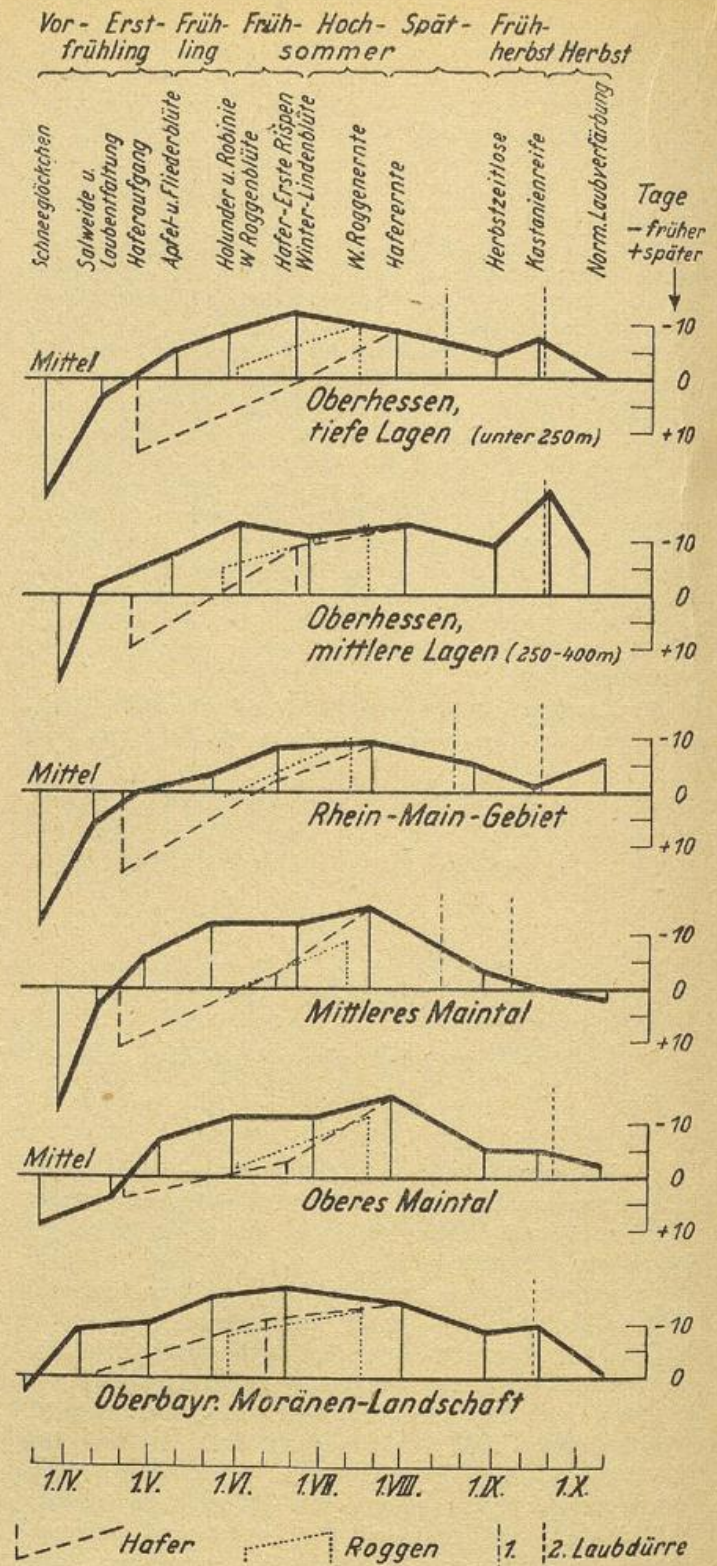 Vor- Erst- Früh- Früh- Hoch- Spät- Früh-
frühling ling sommer herbst Herbst
Schneeglöckchen
Salweide u.
Laubentfaltung
Haferaufgang
Apfel-u.Fliederblüte
Holunder u. Robinie
W Roggenblüte
Hafer-Erste Rispen
Winter-Lindenblüte
W. Roggenernte
Haferernte
Herbstzeitlose
Kastanienreife
Norm. Laubverfärbung
Tage
- früher
+ später
Mittel
-10
0
+10
Oberhessen,
tiefe Lagen (unter 250m)
-10
0
+10
Oberhessen,
mittlere Lagen (250-400m)
Mittel
-10
0
+10
Rhein-Main-Gebiet
-10
0
+10
Mittleres Maintal
Mittel
-10
0
+10
Oberes Maintal
-10
0
Oberbayr. Moränen-Landschaft
1.IV. 1.V. 1.VI. 1.VII. 1.VIII. 1.IX. 1.X.
Hafer Roggen 1. 2. Laubdürre